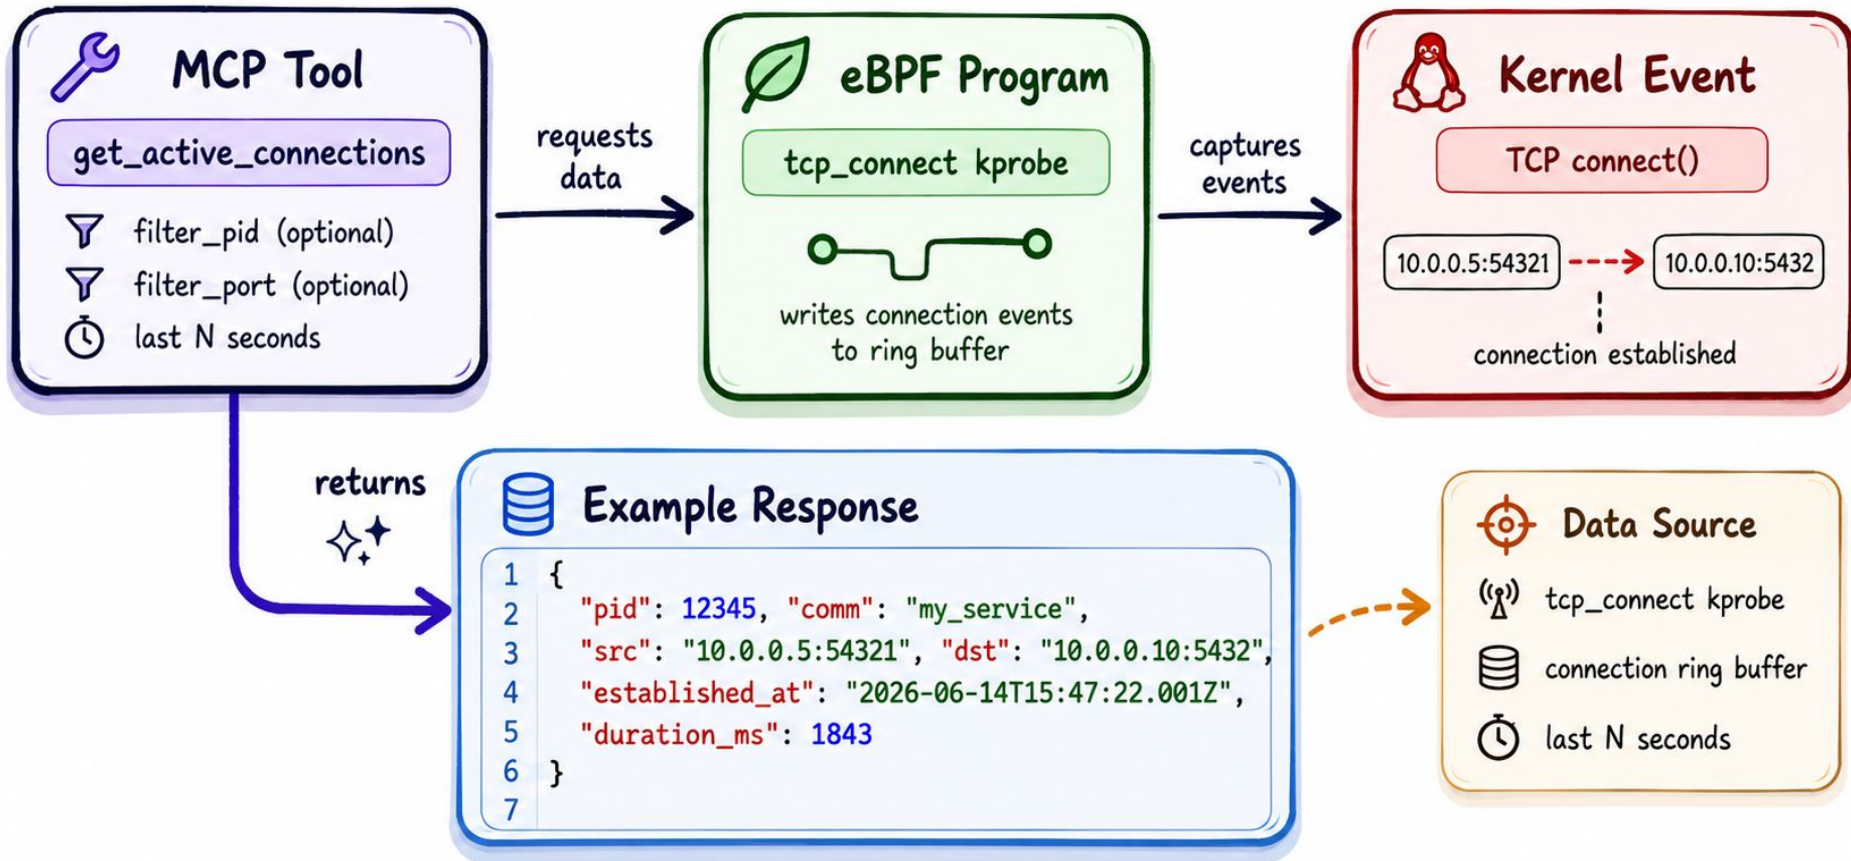 MCP Tool
get_active_connections
filter_pid (optional)
filter_port (optional)
last N seconds
requests
data
eBPF Program
tcp_connect kprobe
writes connection events
to ring buffer
captures
events
Kernel Event
TCP connect()
10.0.0.5:54321
10.0.0.10:5432
connection established
returns
Example Response
1 {
2 "pid": 12345, "comm": "my_service",
3 "src": "10.0.0.5:54321", "dst": "10.0.0.10:5432",
4 "established_at": "2026-06-14T15:47:22.001Z",
5 "duration_ms": 1843
6 }
7
Data Source
tcp_connect kprobe
connection ring buffer
last N seconds